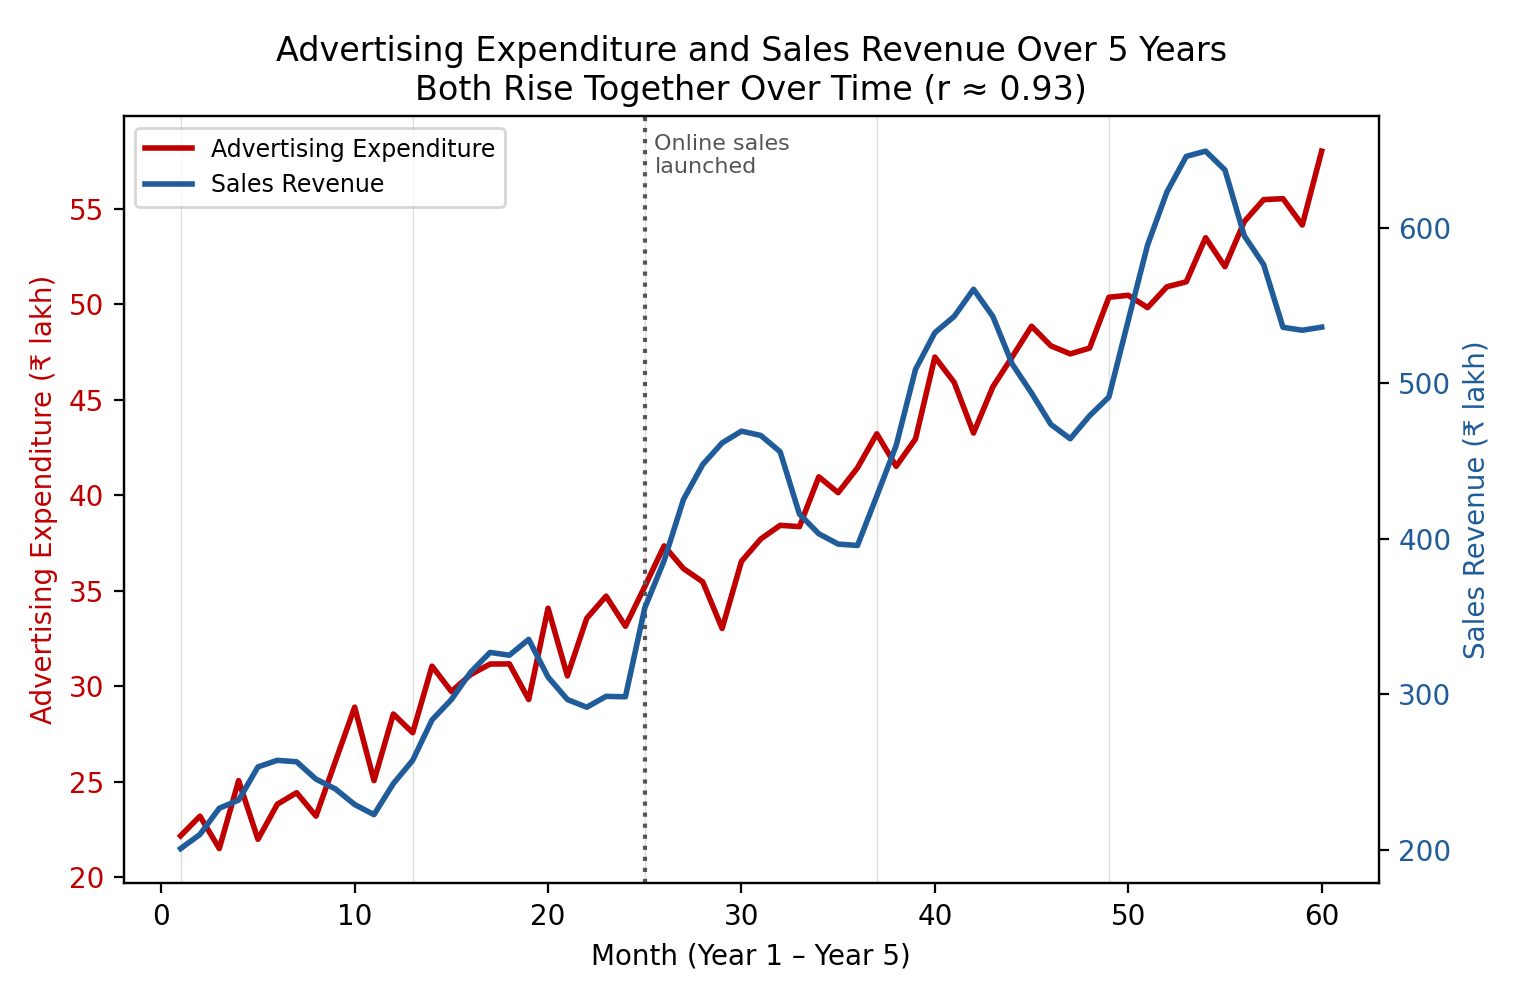 Advertising Expenditure and Sales Revenue Over 5 Years
Both Rise Together Over Time (r ≈ 0.93)
Advertising Expenditure
Sales Revenue
Online sales
launched
Advertising Expenditure (₹ lakh)
55
50
45
40
35
30
25
20
600
500
400
300
200
Sales Revenue (₹ lakh)
0 10 20 30 40 50 60
Month (Year 1 – Year 5)